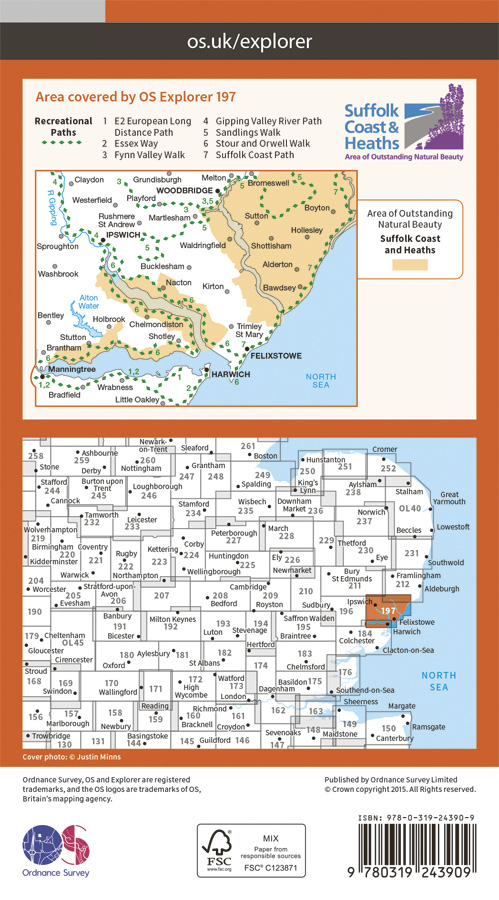 os.uk/explorer
Area covered by OS Explorer 197
Recreational
Paths
1 E2 European Long
Distance Path
2 Essex Way
3 Fynn Valley Walk
4 Gipping Valley River Path
5 Sandlings Walk
6 Stour and Orwell Walk
7 Suffolk Coast Path
Suffolk
Coast &
Heaths
Area of Outstanding Natural Beauty
Area of Outstanding
Natural Beauty
Suffolk Coast
and Heaths
Claydon
Grundisburgh
Melton
Bromeswell
WOODBRIDGE
R Gipping
Westerfield
Playford
Boyton
Rushmere
St Andrew
Martlesham
Sutton
Hollesley
IPSWICH
Sproughton
Waldringfield
Shottisham
Washbrook
Bucklesham
Alderton
Nacton
Kirton
Bawdsey
Alton
Water
Bentley
Holbrook
Chelmondiston
Trimley
St Mary
Stutton
Shotley
Brantham
FELIXSTOWE
Manningtree
HARWICH
1,2
Wrabness
Bradfield
Little Oakley
NORTH
SEA
4
3
3,5
5
6
7
1,2
1
2
258
Stone
Ashbourne
259
Derby
Newark-
on-Trent
260
Nottingham
Sleaford
261
Boston
Hunstanton
250
251
Cromer
252
Stafford
244
Cannock
Burton upon
Trent
245
Loughborough
246
Grantham
247
248
249
Spalding
King's
Lynn
Aylsham
238
Stalham
Great
Yarmouth
Tamworth
232
Leicester
233
Stamford
234
Wisbech
235
Downham
Market
236
Norwich
237
OL40
Lowestoft
Wolverhampton
219
Birmingham
220
Kidderminster
Coventry
221
Rugby
222
Kettering
223
Corby
224
Peterborough
227
March
228
229
Thetford
230
Eye
Beccles
231
Southwold
Huntingdon
225
Ely
226
Newmarket
Wellingborough
Northampton
Warwick
204
Worcester
205
Evesham
Stratford-upon-
Avon
206
207
208
Bedford
Cambridge
209
Royston
210
Bury
St Edmunds
211
Framlingham
212
Aldeburgh
190
Banbury
191
Bicester
Milton Keynes
192
193
Luton
194
Stevenage
Saffron Walden
195
Braintree
Sudbury
196
Ipswich
197
Felixstowe
Harwich
179
Cheltenham
Gloucester
OL45
Cirencester
180
Oxford
Aylesbury
181
182
St Albans
Hertford
174
183
Chelmsford
184
Colchester
Clacton-on-Sea
Stroud
168
169
Swindon
170
Wallingford
171
172
High
Wycombe
Watford
173
London
Basildon
175
Dagenham
176
Southend-on-Sea
NORTH
SEA
156
157
Marlborough
158
Newbury
Reading
159
160
Bracknell
Richmond
161
Croydon
162
163
Sheerness
Margate
Trowbridge
130
131
Basingstoke
144
145
Guildford
146
Sevenoaks
147
148
Maidstone
149
150
Canterbury
Ramsgate
Cover photo: © Justin Minns
Ordnance Survey, OS and Explorer are registered
trademarks, and the OS logos are trademarks of OS,
Britain's mapping agency.
Published by Ordnance Survey Limited
© Crown copyright 2015. All Rights reserved.
OS
Ordnance Survey
FSC
www.fsc.org
MIX
Paper from
responsible sources
FSC® C123871
ISBN: 978-0-319-24390-9
9 780319 243909